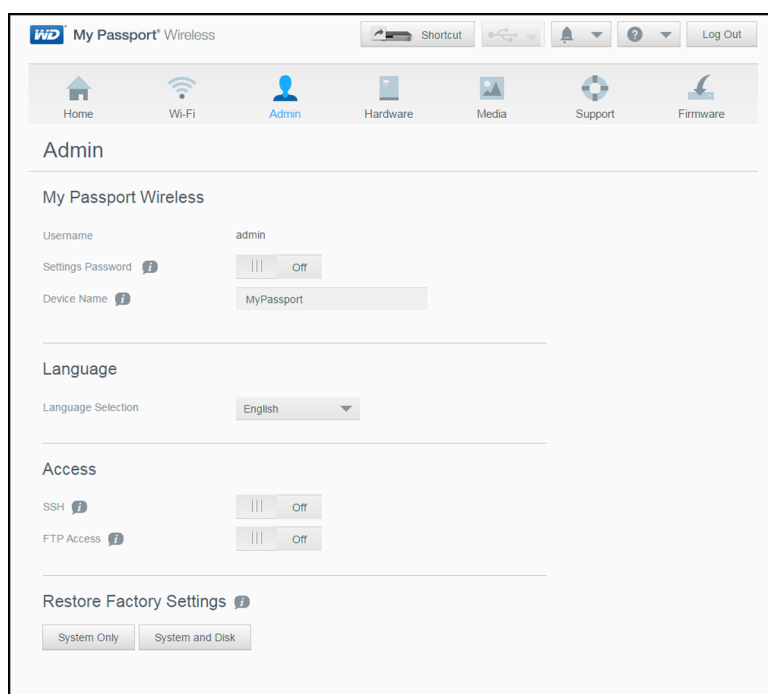 WD My Passport® Wireless
Shortcut
Log Out
Home
Wi-Fi
Admin
Hardware
Media
Support
Firmware
Admin
My Passport Wireless
Username admin
Settings Password i Off
Device Name i MyPassport
Language
Language Selection English
Access
SSH i Off
FTP Access i Off
Restore Factory Settings i
System Only System and Disk